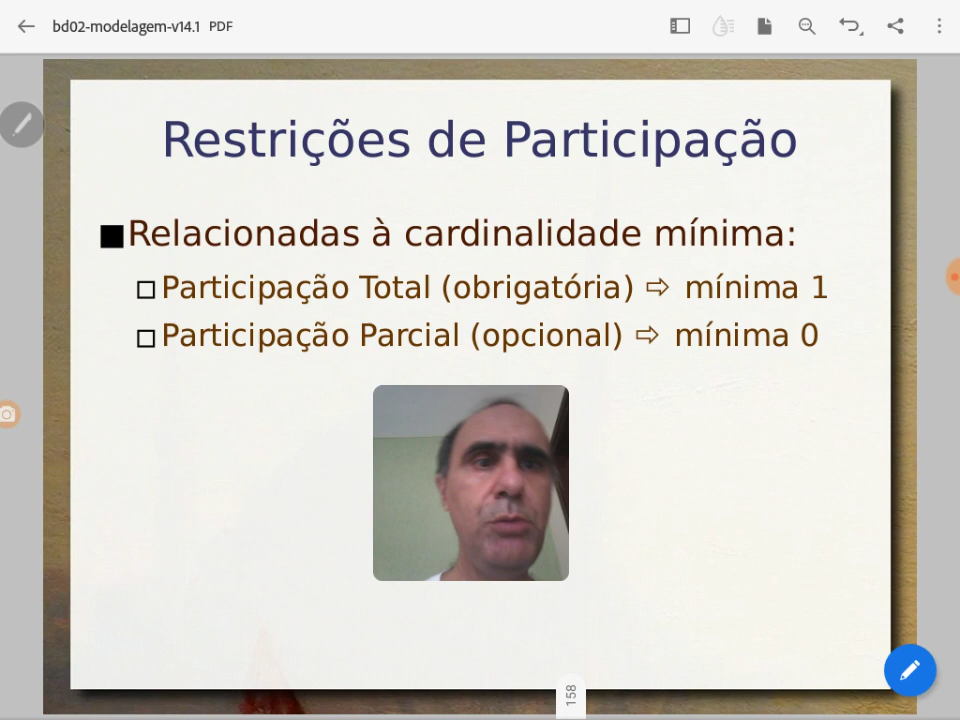 bd02-modelagem-v14.1 PDF
Restrições de Participação
Relacionadas à cardinalidade mínima:
Participação Total (obrigatória) ⇨ mínima 1
Participação Parcial (opcional) ⇨ mínima 0
158